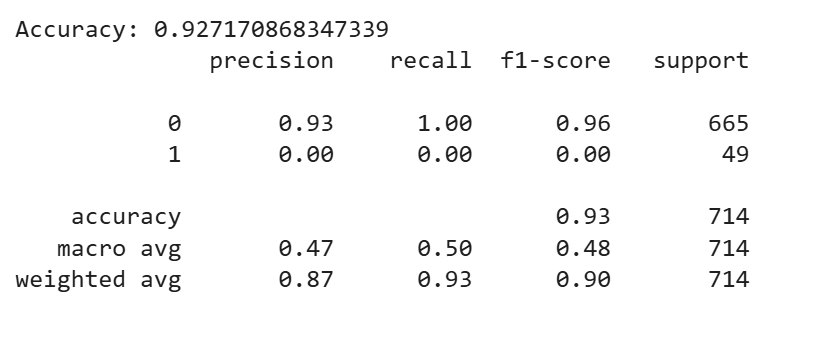 Accuracy: 0.927170868347339
precision recall f1-score support
0 0.93 1.00 0.96 665
1 0.00 0.00 0.00 49
accuracy 0.93 714
macro avg 0.47 0.50 0.48 714
weighted avg 0.87 0.93 0.90 714